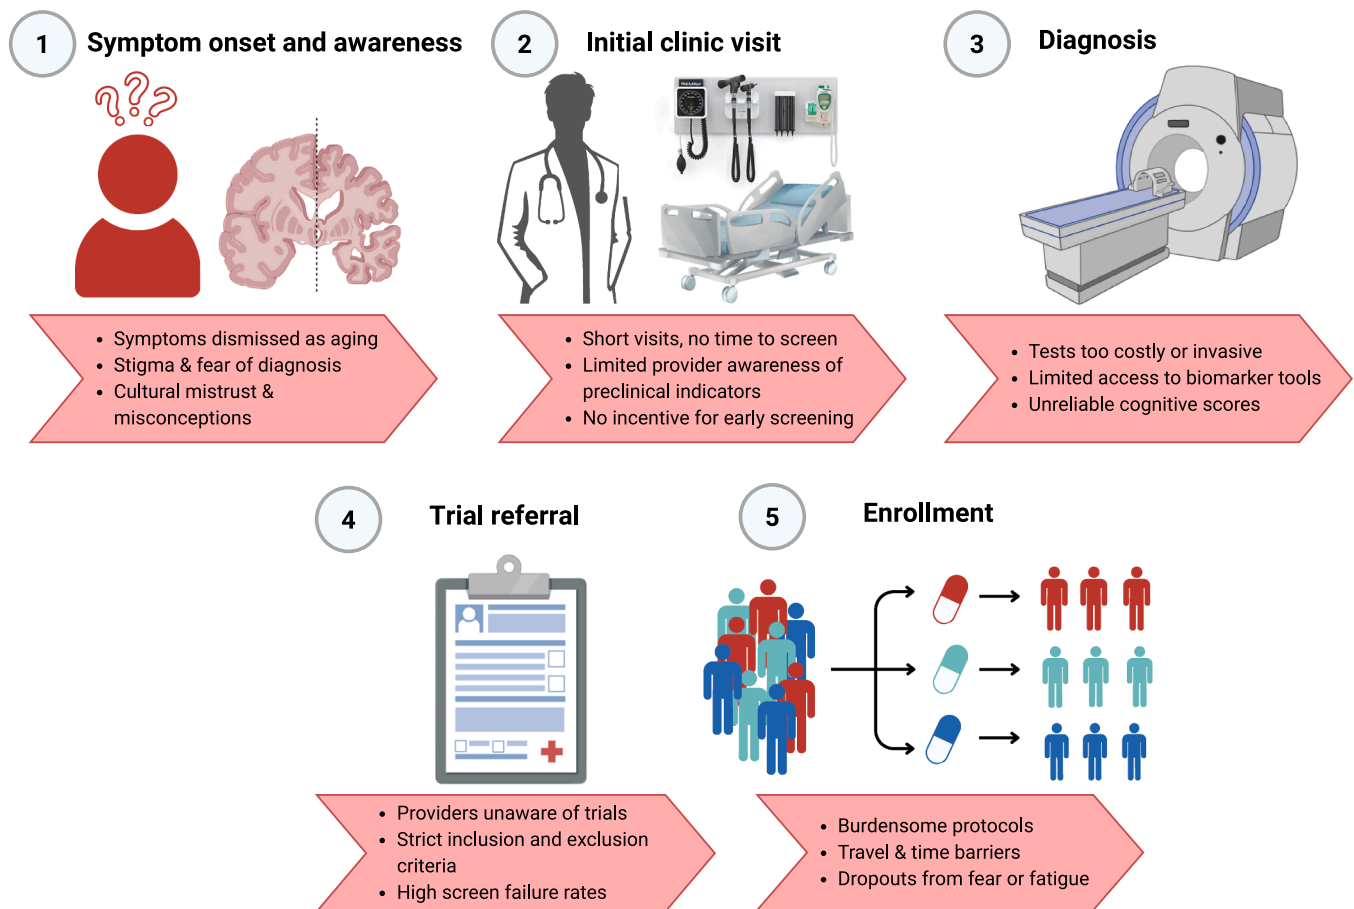 1
Symptom onset and awareness
2
Initial clinic visit
3
Diagnosis
• Symptoms dismissed as aging
• Stigma & fear of diagnosis
• Cultural mistrust &
misconceptions
• Short visits, no time to screen
• Limited provider awareness of
preclinical indicators
• No incentive for early screening
• Tests too costly or invasive
• Limited access to biomarker tools
• Unreliable cognitive scores
4
Trial referral
5
Enrollment
• Providers unaware of trials
• Strict inclusion and exclusion
criteria
• High screen failure rates
• Burdensome protocols
• Travel & time barriers
• Dropouts from fear or fatigue